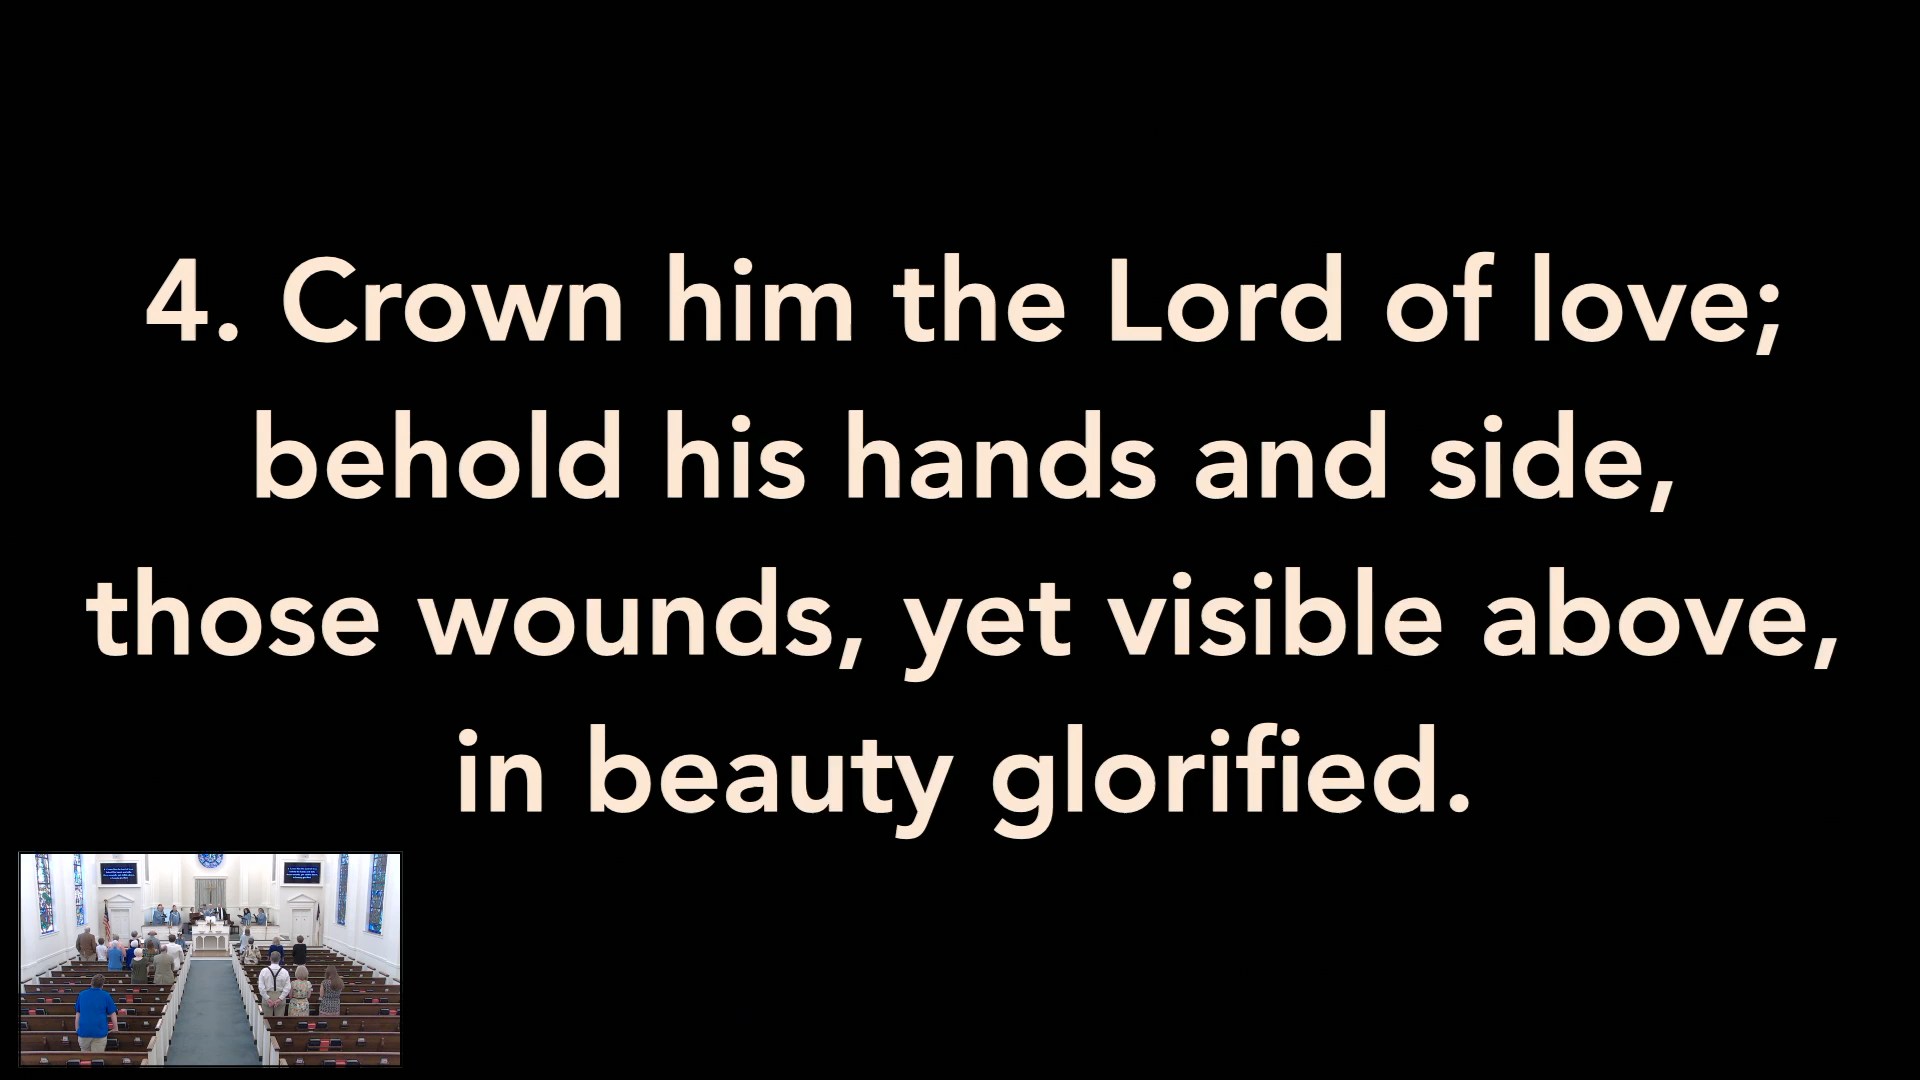 4. Crown him the Lord of love;
behold his hands and side,
those wounds, yet visible above,
in beauty glorified.